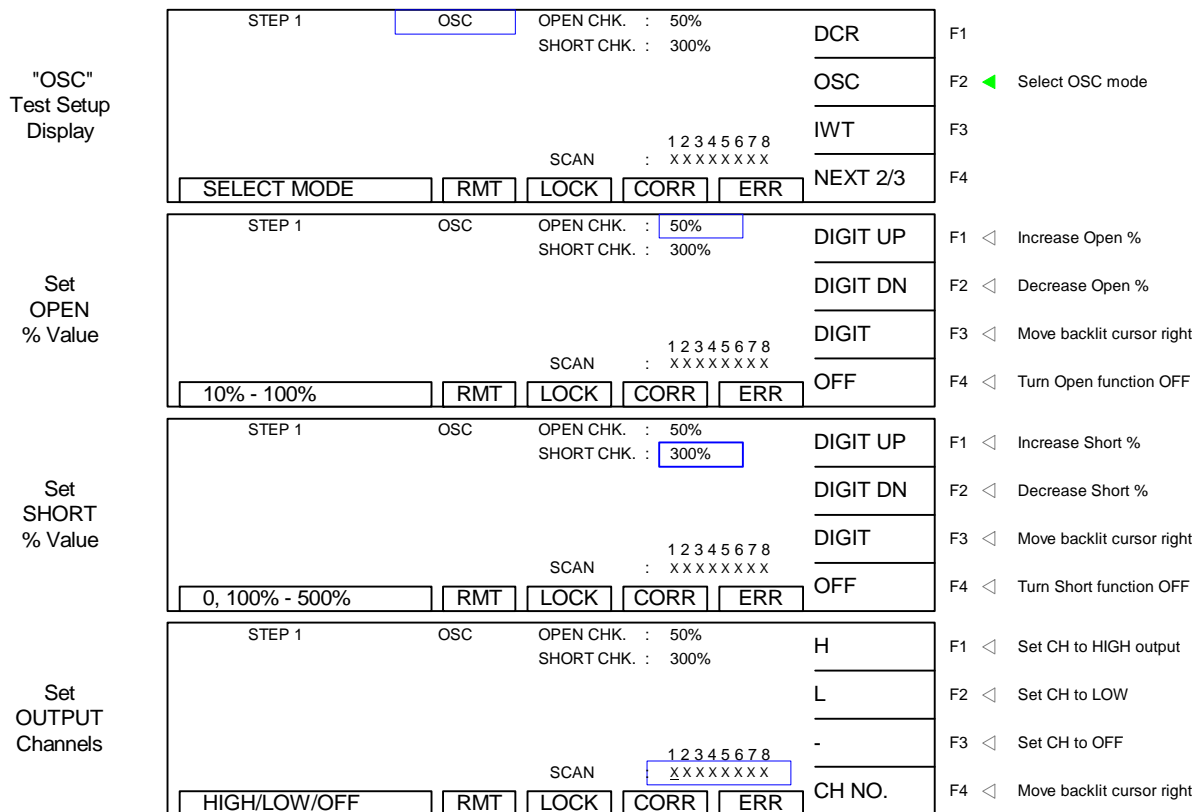 "OSC"
Test Setup
Display
STEP 1 OSC OPEN CHK. : 50%
SHORT CHK. : 300%
1 2 3 4 5 6 7 8
SCAN : X X X X X X X X
SELECT MODE RMT LOCK CORR ERR
DCR F1
OSC F2 Select OSC mode
IWT F3
NEXT 2/3 F4
Set
OPEN
% Value
STEP 1 OSC OPEN CHK. : 50%
SHORT CHK. : 300%
1 2 3 4 5 6 7 8
SCAN : X X X X X X X X
10% - 100% RMT LOCK CORR ERR
DIGIT UP F1 Increase Open %
DIGIT DN F2 Decrease Open %
DIGIT F3 Move backlit cursor right
OFF F4 Turn Open function OFF
Set
SHORT
% Value
STEP 1 OSC OPEN CHK. : 50%
SHORT CHK. : 300%
1 2 3 4 5 6 7 8
SCAN : X X X X X X X X
0, 100% - 500% RMT LOCK CORR ERR
DIGIT UP F1 Increase Short %
DIGIT DN F2 Decrease Short %
DIGIT F3 Move backlit cursor right
OFF F4 Turn Short function OFF
Set
OUTPUT
Channels
STEP 1 OSC OPEN CHK. : 50%
SHORT CHK. : 300%
1 2 3 4 5 6 7 8
SCAN : X X X X X X X X
HIGH/LOW/OFF RMT LOCK CORR ERR
H F1 Set CH to HIGH output
L F2 Set CH to LOW
- F3 Set CH to OFF
CH NO. F4 Move backlit cursor right